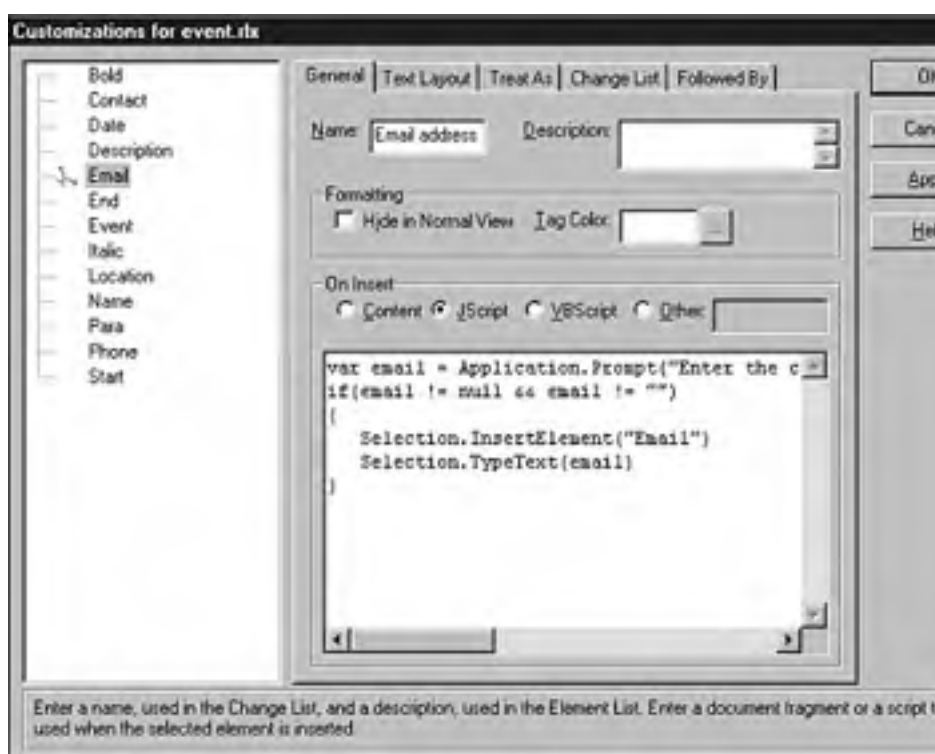 Customizations for event.rlx
Bold
Contact
Date
Description
Email
End
Event
Italic
Location
Name
Para
Phone
Start
General Text Layout Treat As Change List Followed By
Name: Email address Description:
Formatting
Hide in Normal View Tag Color: ...
On Insert
Content JScript VBScript Other:
var email = Application.Prompt("Enter the c
if(email != null && email != "")
{
Selection.InsertElement("Email")
Selection.TypeText(email)
}
Can
Hel
Enter a name, used in the Change List, and a description, used in the Element List. Enter a document fragment or a script t
used when the selected element is inserted.